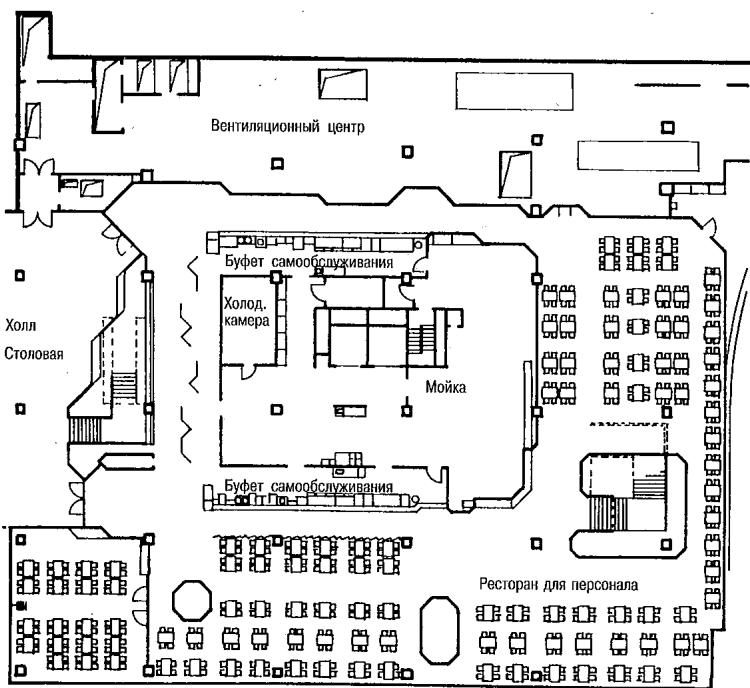 Вентиляционный центр
Буфет самообслуживания
Холод.
камера
Холл
Столовая
Мойка
Буфет самообслуживания
Ресторан для персонала